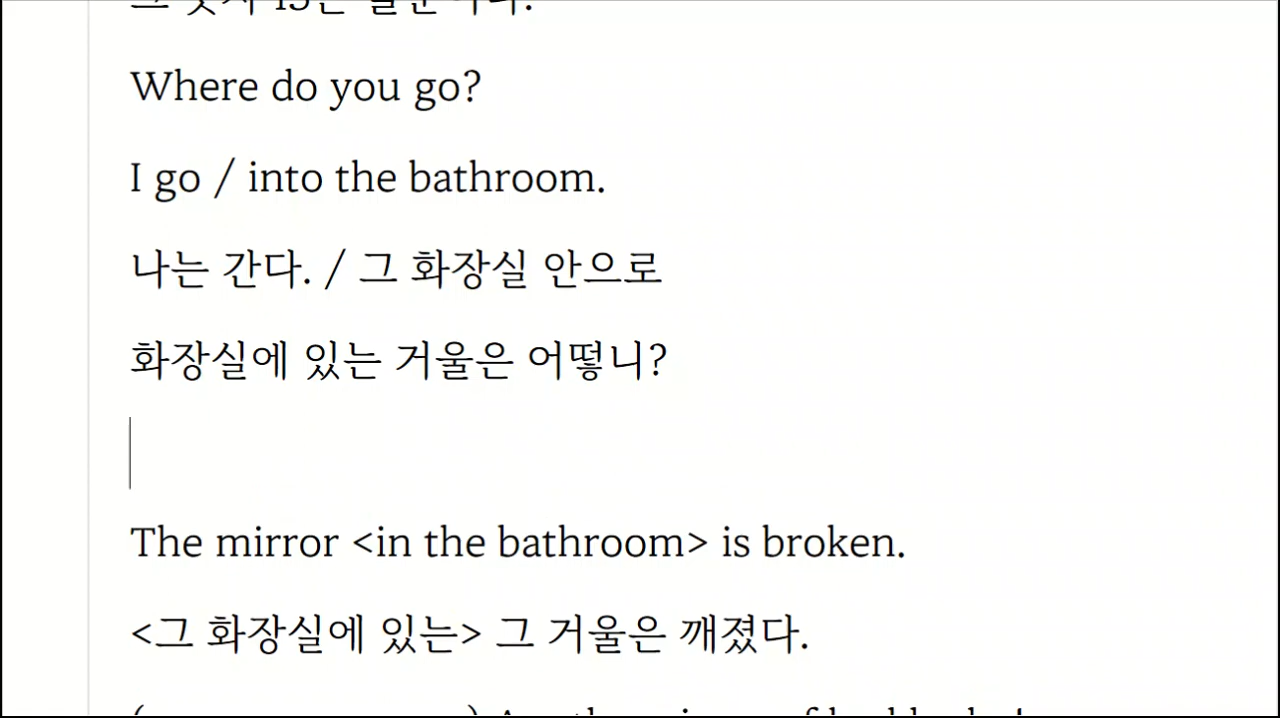 Where do you go?
I go / into the bathroom.
나는 간다. / 그 화장실 안으로
화장실에 있는 거울은 어떻니?
The mirror <in the bathroom> is broken.
<그 화장실에 있는> 그 거울은 깨졌다.